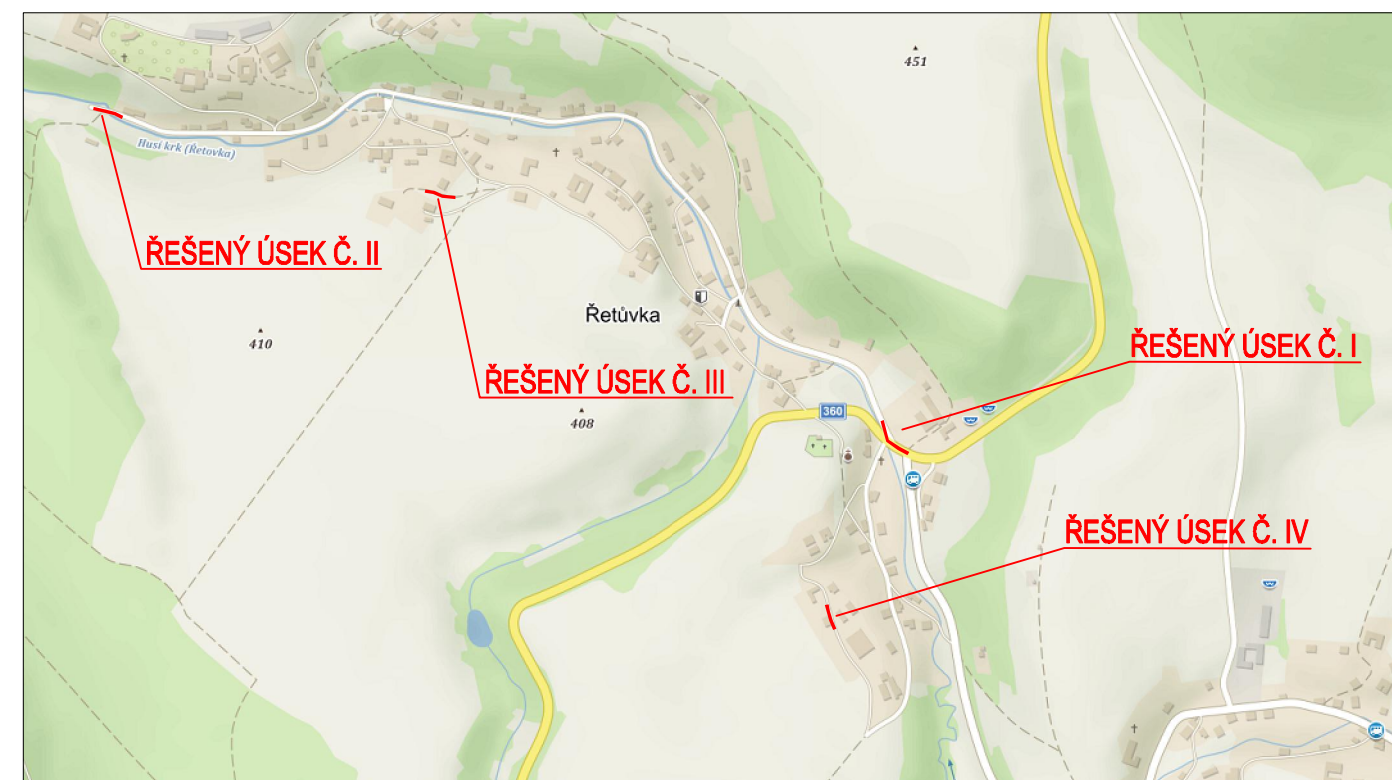 451
Husí krk (Řetovka)
ŘEŠENÝ ÚSEK Č. II
Řetůvka
410
ŘEŠENÝ ÚSEK Č. I
ŘEŠENÝ ÚSEK Č. III
360
408
ŘEŠENÝ ÚSEK Č. IV